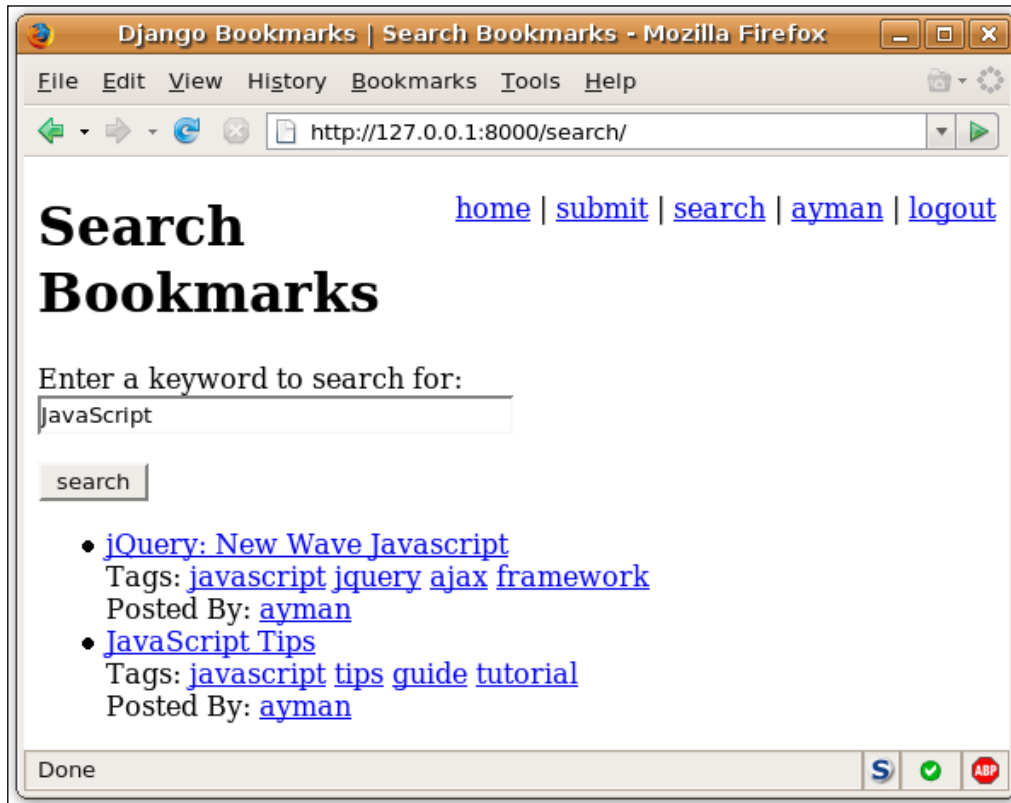 Django Bookmarks | Search Bookmarks - Mozilla Firefox
File Edit View History Bookmarks Tools Help
http://127.0.0.1:8000/search/
home | submit | search | ayman | logout
Search
Bookmarks
Enter a keyword to search for:
JavaScript
search
jQuery: New Wave Javascript
Tags: javascript jquery ajax framework
Posted By: ayman
JavaScript Tips
Tags: javascript tips guide tutorial
Posted By: ayman
Done
S
ABP